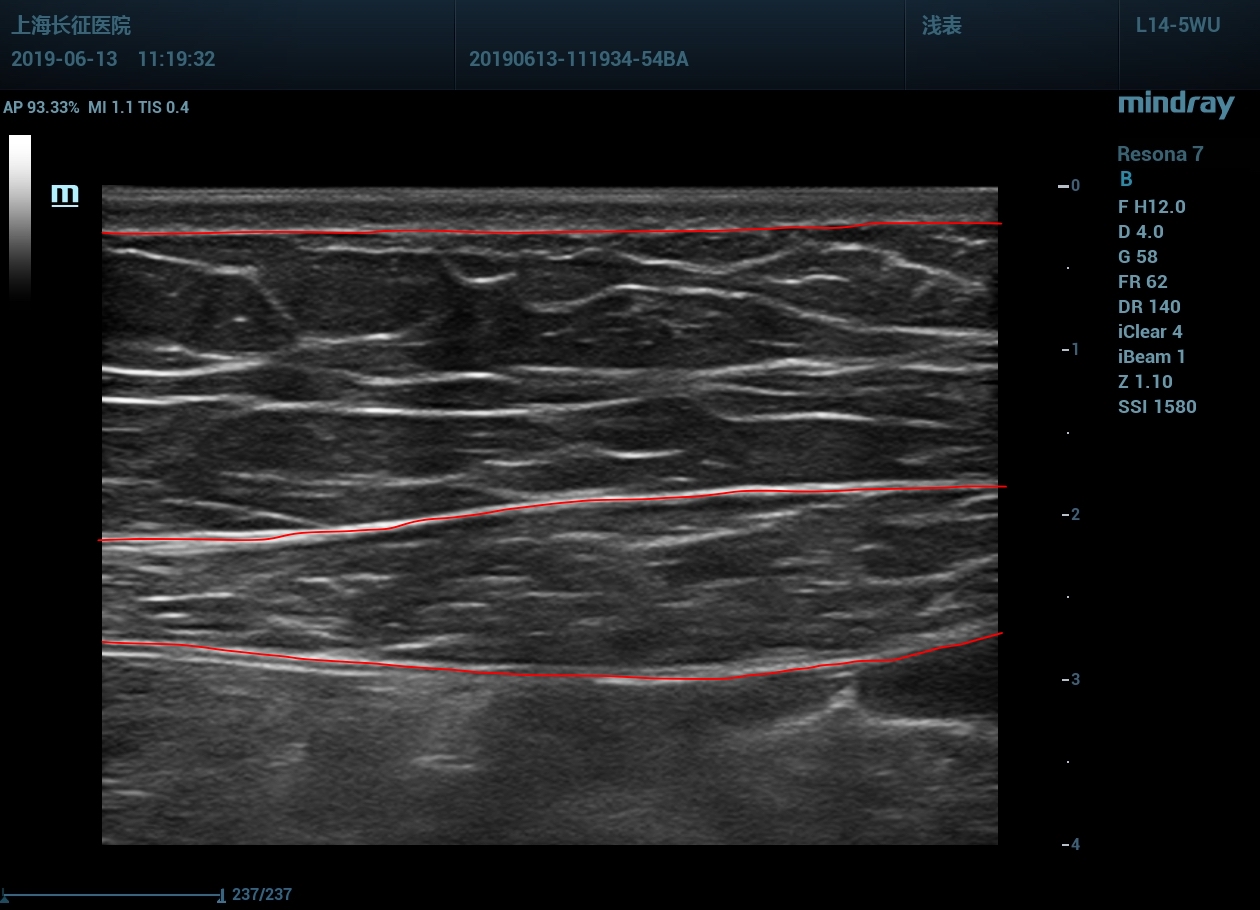 上海长征医院
2019-06-13 11:19:32
20190613-111934-54BA
浅表
L14-5WU
AP 93.33% MI 1.1 TIS 0.4
mindray
m
Resona 7
B
F H12.0
D 4.0
G 58
FR 62
DR 140
iClear 4
iBeam 1
Z 1.10
SSI 1580
0
1
2
3
4
237/237